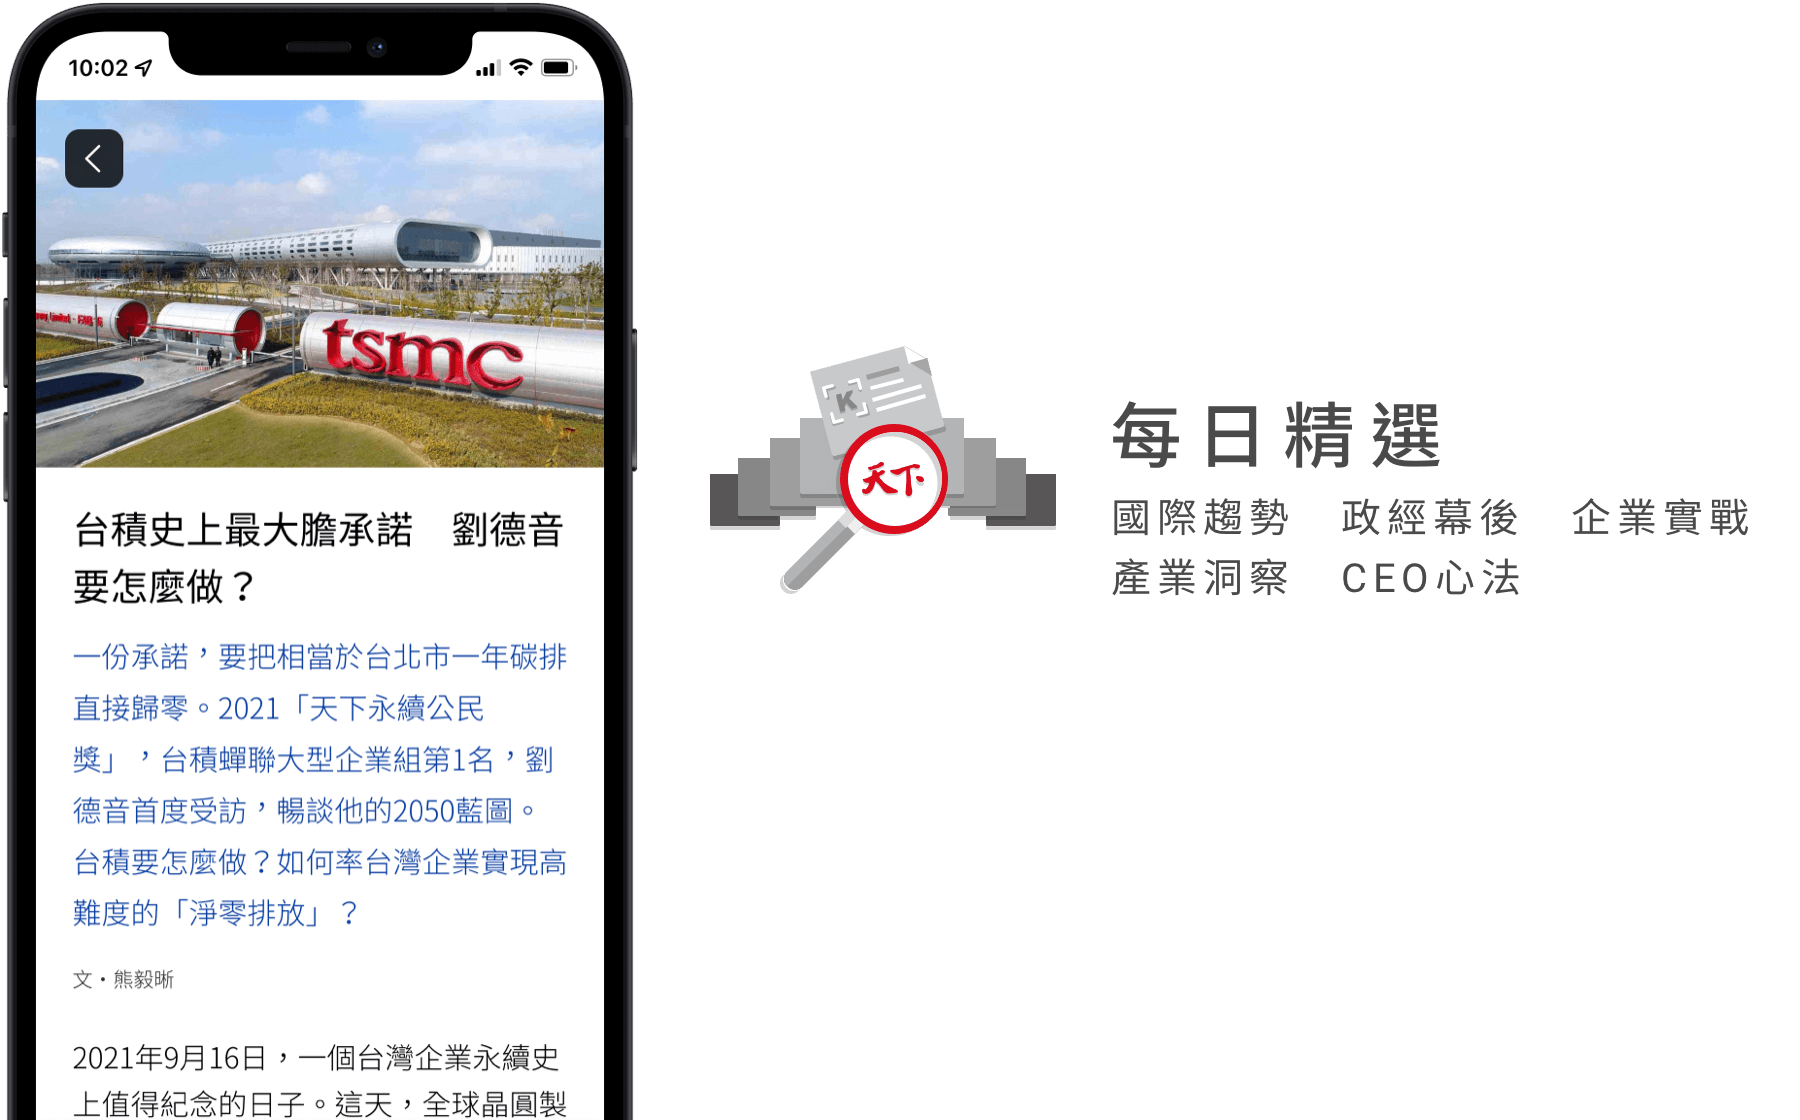 10:02
tsmc
台積史上最大膽承諾　劉德音
要怎麼做？
一份承諾，要把相當於台北市一年碳排
直接歸零。2021「天下永續公民
獎」，台積蟬聯大型企業組第1名，劉
德音首度受訪，暢談他的2050藍圖。
台積要怎麼做？如何率台灣企業實現高
難度的「淨零排放」？
文・熊毅晰
2021年9月16日，一個台灣企業永續史
上值得紀念的日子。這天，全球晶圓製
K
天下
每日精選
國際趨勢　政經幕後　企業實戰
產業洞察　CEO心法